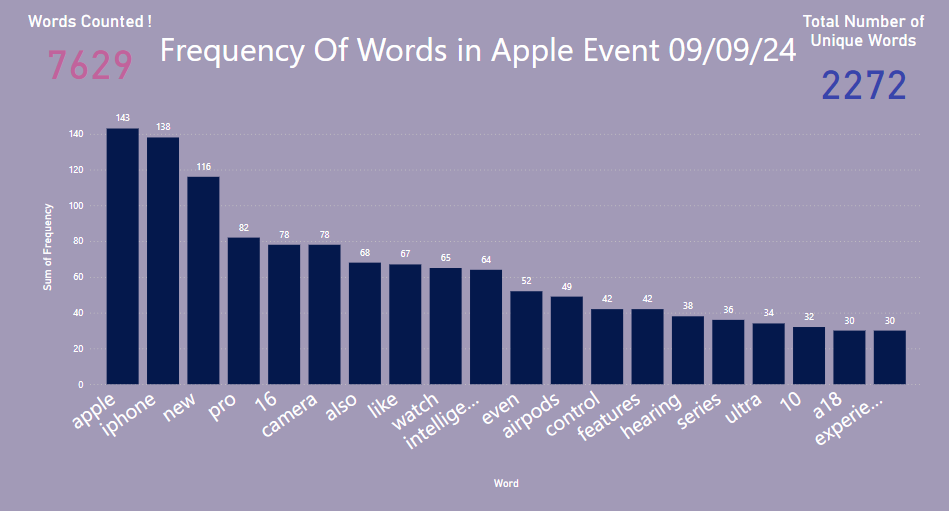 Words Counted !
7629
Frequency Of Words in Apple Event 09/09/24
Total Number of
Unique Words
2272
Sum of Frequency
140
120
100
80
60
40
20
0
143
138
116
82
78
78
68
67
65
64
52
49
42
42
38
36
34
32
30
30
apple
iphone
new
pro
16
camera
also
like
watch
intellige...
even
airpods
control
features
hearing
series
ultra
10
a18
experie...
Word